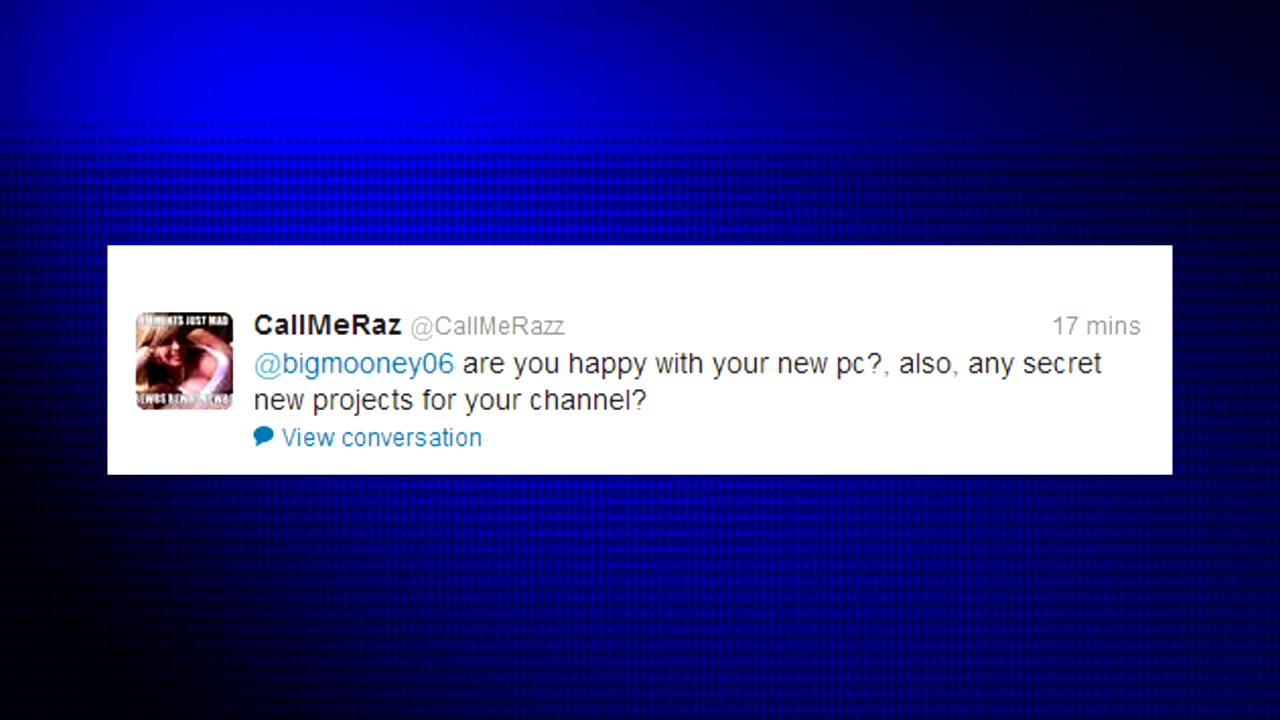 CallMeRaz @CallMeRazz 17 mins
@bigmooney06 are you happy with your new pc?, also, any secret
new projects for your channel?
View conversation